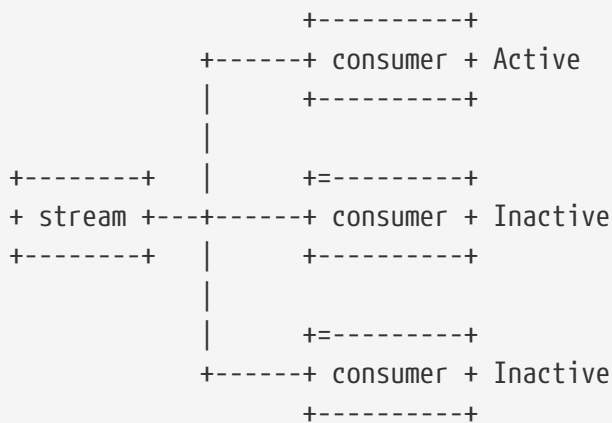 +----------+
               +------+ consumer + Active
               |      +----------+
               |
               |
+--------+     |      +=---------+
+ stream +---+------+ consumer + Inactive
+--------+     |      +----------+
               |
               |
               |      +=---------+
               +------+ consumer + Inactive
                      +----------+